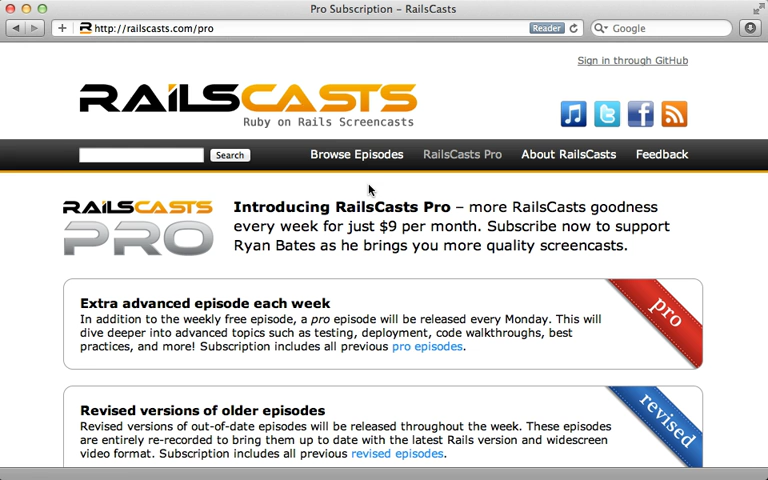 Pro Subscription – RailsCasts
http://railscasts.com/pro
Reader
Google
Sign in through GitHub
RAILSCASTS
Ruby on Rails Screencasts
Search
Browse Episodes
RailsCasts Pro
About RailsCasts
Feedback
RAILSCASTS
PRO
Introducing RailsCasts Pro – more RailsCasts goodness
every week for just $9 per month. Subscribe now to support
Ryan Bates as he brings you more quality screencasts.
Extra advanced episode each week
In addition to the weekly free episode, a pro episode will be released every Monday. This will
dive deeper into advanced topics such as testing, deployment, code walkthroughs, best
practices, and more! Subscription includes all previous pro episodes.
pro
Revised versions of older episodes
Revised versions of out-of-date episodes will be released throughout the week. These episodes
are entirely re-recorded to bring them up to date with the latest Rails version and widescreen
video format. Subscription includes all previous revised episodes.
revised